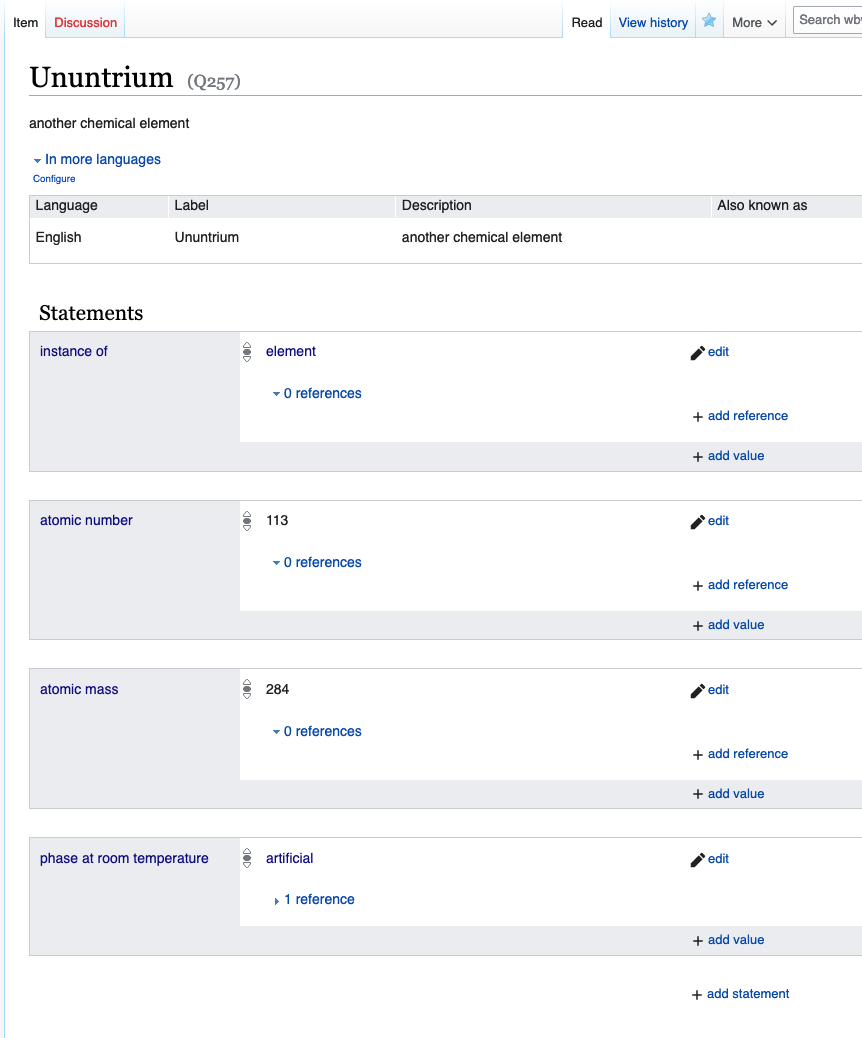 Item Discussion Read View history More Search wb
Ununtrium (Q257)
another chemical element
In more languages
Configure
Language Label Description Also known as
English Ununtrium another chemical element
Statements
instance of element edit
0 references
+ add reference
+ add value
atomic number 113 edit
0 references
+ add reference
+ add value
atomic mass 284 edit
0 references
+ add reference
+ add value
phase at room temperature artificial edit
1 reference
+ add value
+ add statement